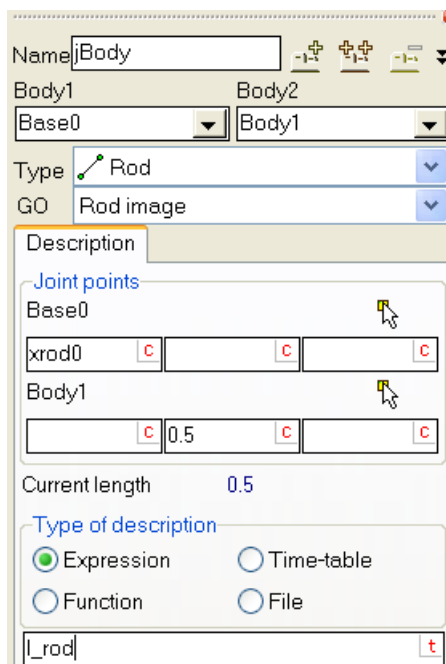 Name jBody
Body1 Body2
Base0 Body1
Type Rod
GO Rod image
Description
Joint points
Base0
xrod0 C C C
Body1
C 0.5 C C
Current length 0.5
Type of description
Expression Time-table
Function File
l_rod t